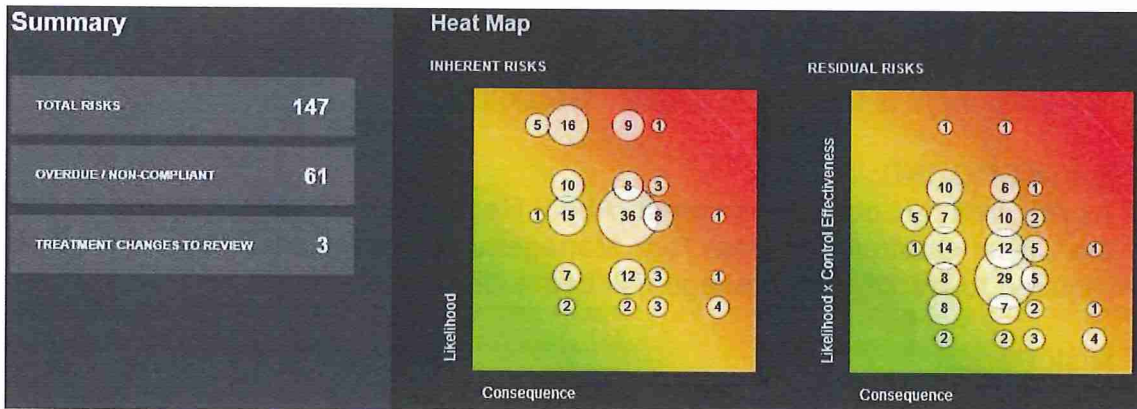 Summary
TOTAL RISKS 147
OVERDUE / NON-COMPLIANT 61
TREATMENT CHANGES TO REVIEW 3
Heat Map
INHERENT RISKS
5 16 9 1
10 8 3
1 15 36 8 1
7 12 3 1
2 2 3 4
Likelihood
Consequence
RESIDUAL RISKS
1 1
10 6 1
5 7 10 2
1 14 12 5 1
8 29 5
8 7 2 1
2 2 3 4
Likelihood x Control Effectiveness
Consequence